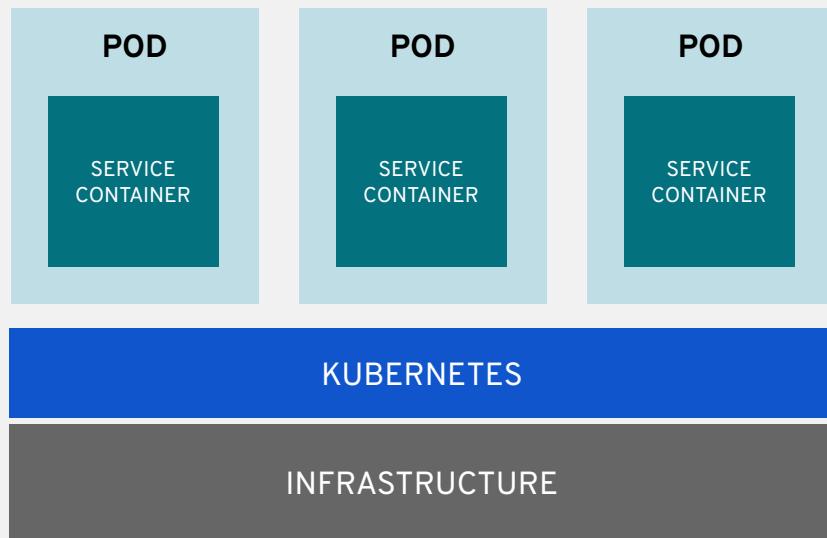 POD
POD
POD
SERVICE
CONTAINER
SERVICE
CONTAINER
SERVICE
CONTAINER
KUBERNETES
INFRASTRUCTURE